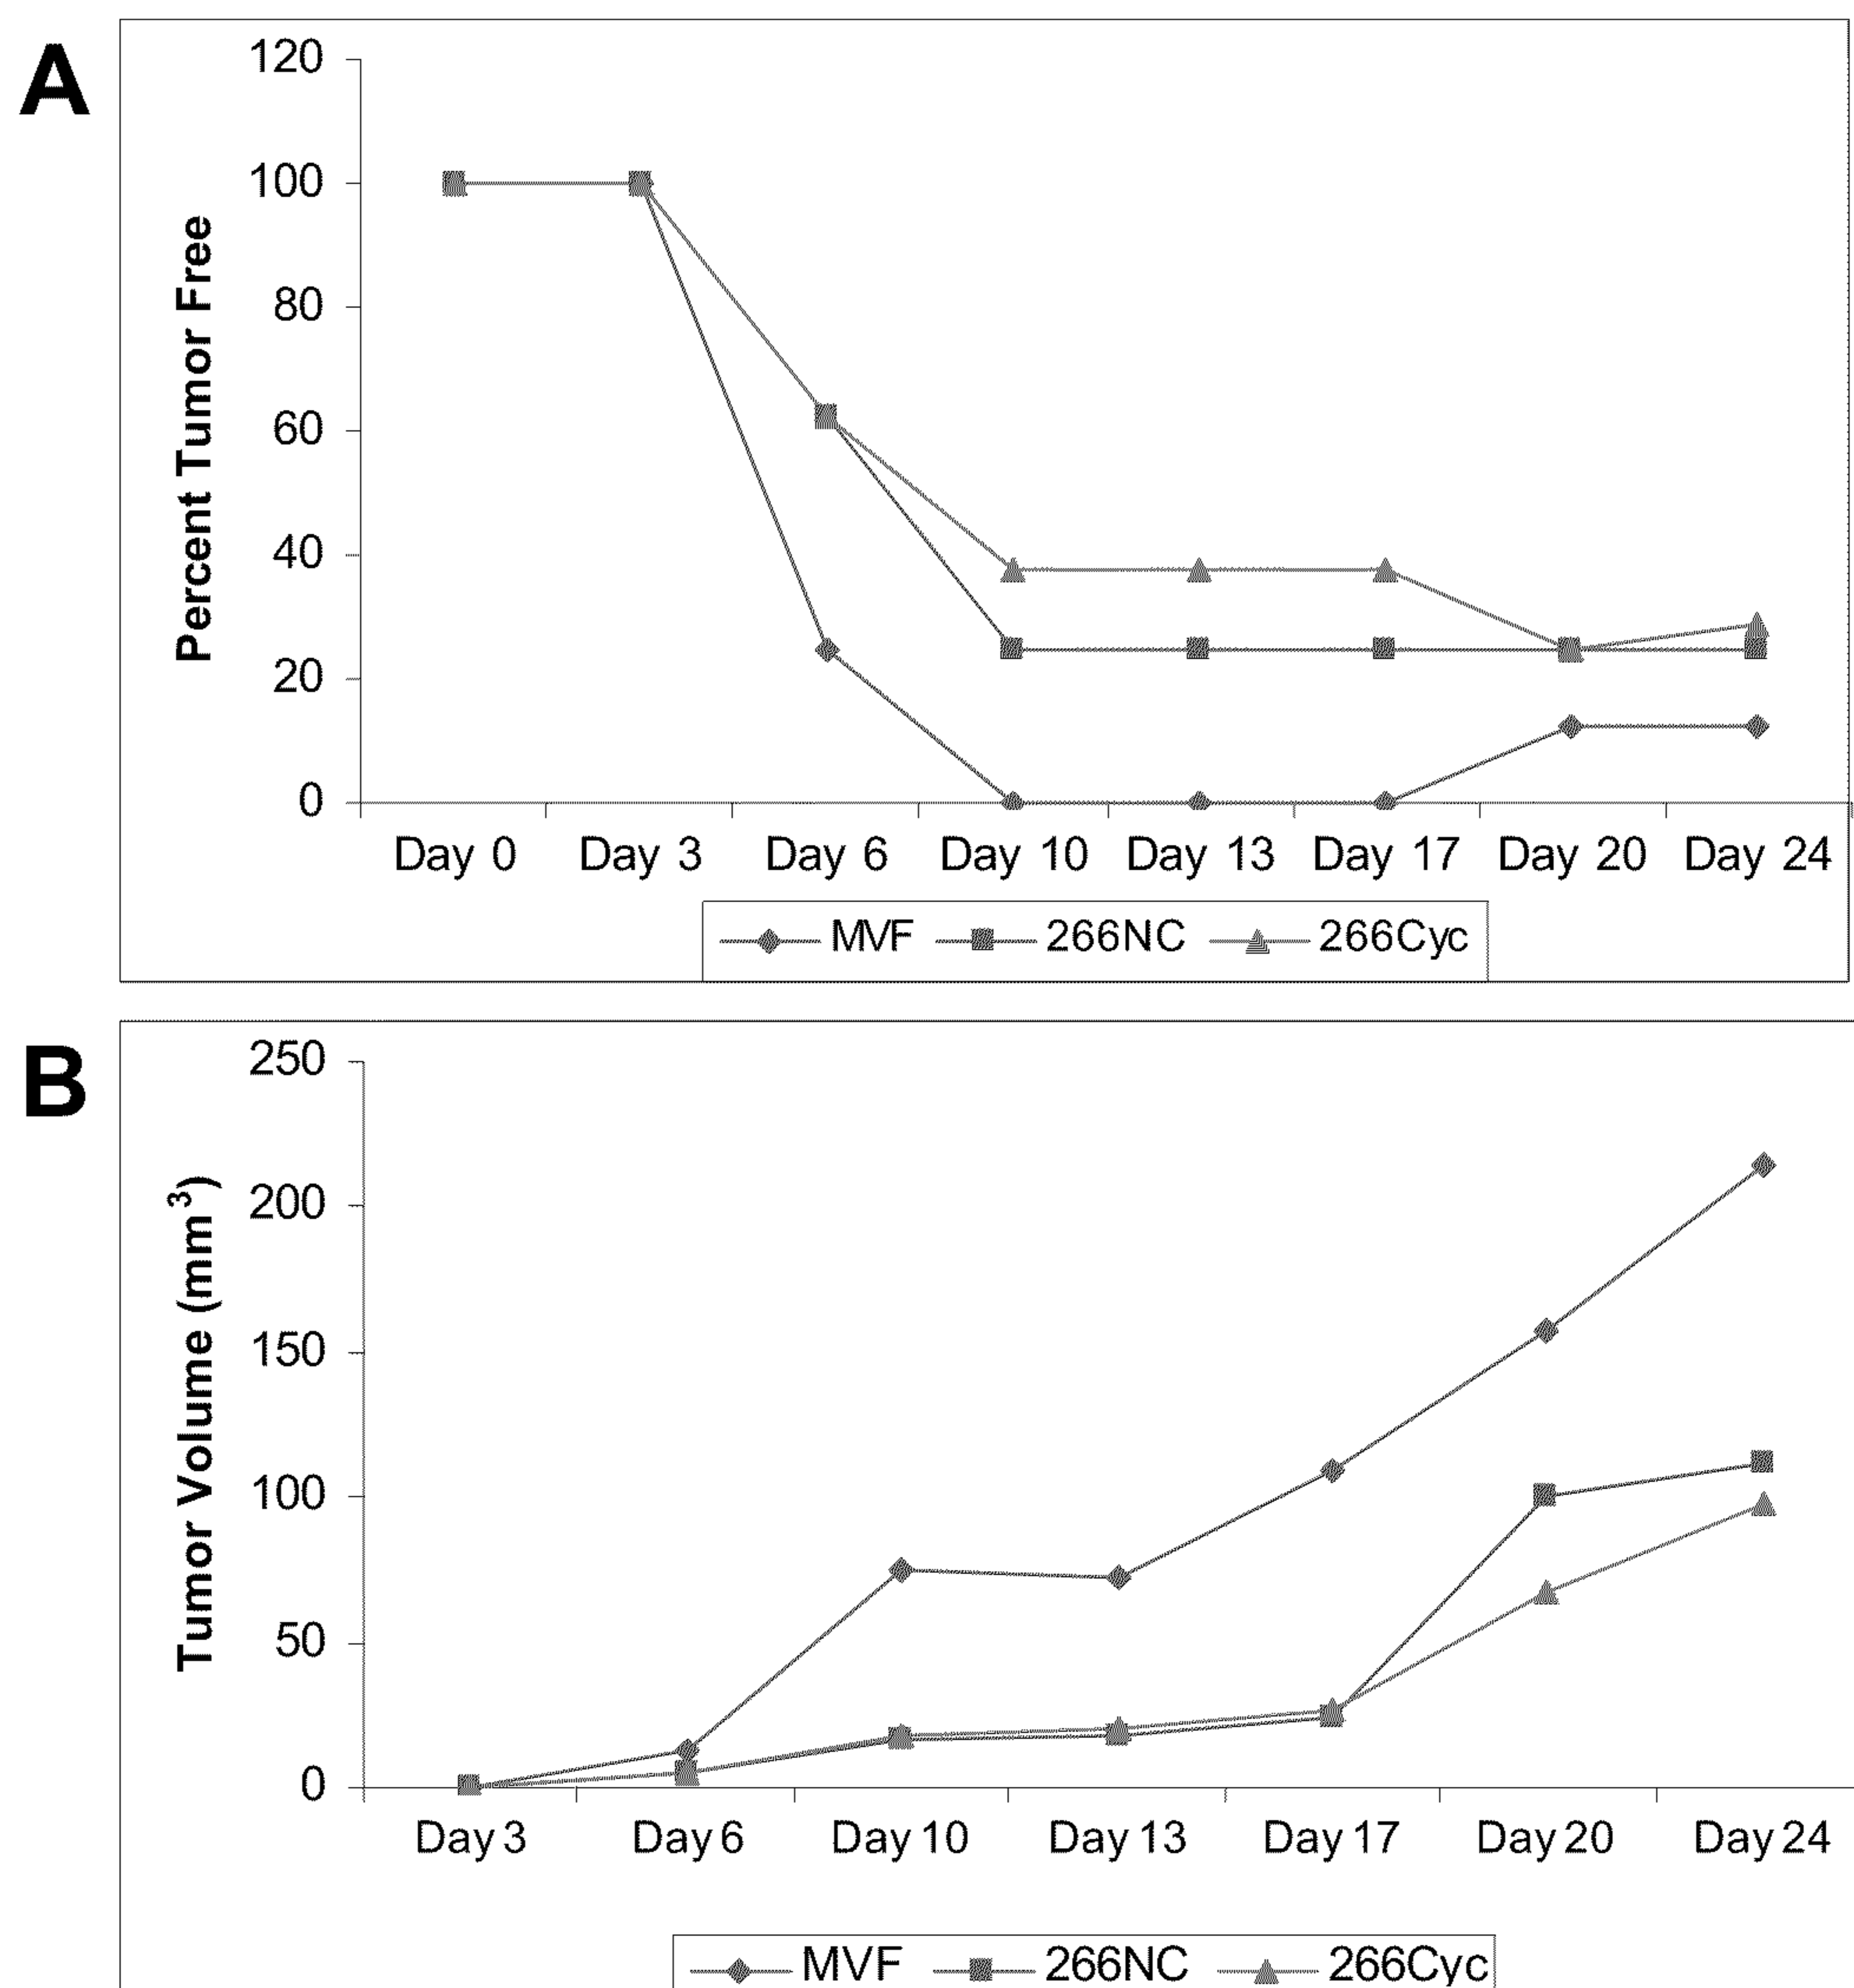 A
120
100
80
60
40
20
0
Percent Tumor Free
Day 0 Day 3 Day 6 Day 10 Day 13 Day 17 Day 20 Day 24
MVF 266NC 266Cyc
B
250
200
150
100
50
0
Tumor Volume (mm³)
Day 3 Day 6 Day 10 Day 13 Day 17 Day 20 Day 24
MVF 266NC 266Cyc